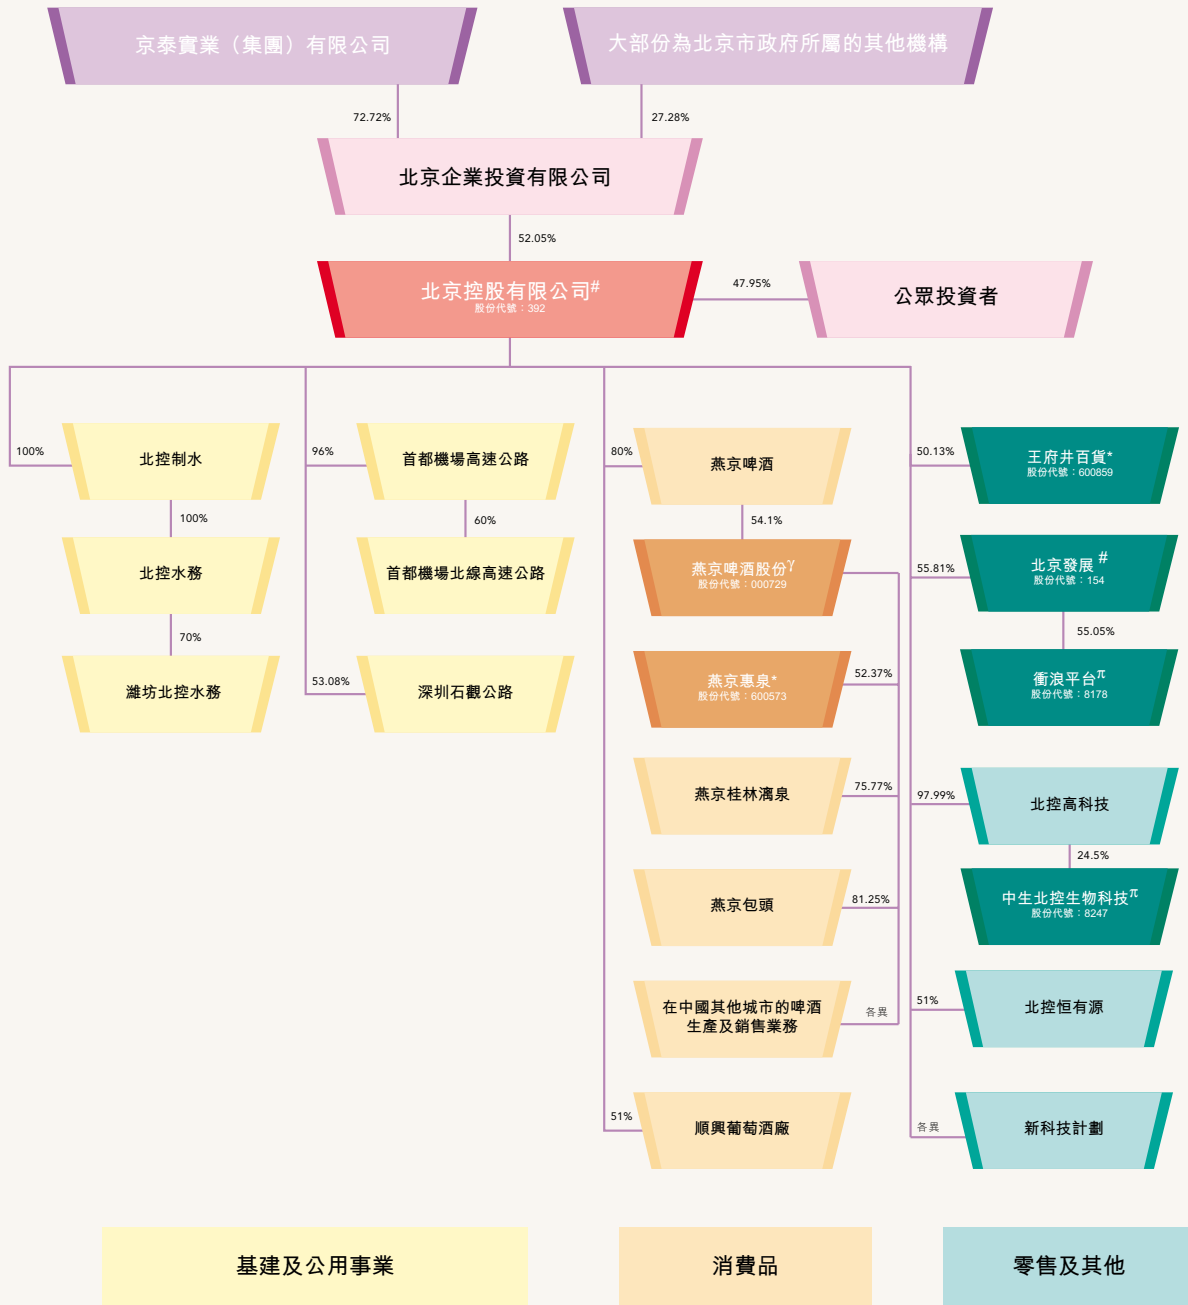 京泰實業（集團）有限公司
大部份為北京市政府所屬的其他機構
72.72%
27.28%
北京企業投資有限公司
52.05%
北京控股有限公司#
股份代號：392
47.95%
公眾投資者
100%
北控制水
100%
北控水務
70%
濰坊北控水務
96%
首都機場高速公路
60%
首都機場北線高速公路
53.08%
深圳石觀公路
80%
燕京啤酒
54.1%
燕京啤酒股份γ
股份代號：000729
燕京惠泉*
股份代號：600573
52.37%
燕京桂林漓泉
75.77%
燕京包頭
81.25%
在中國其他城市的啤酒
生產及銷售業務
各異
51%
順興葡萄酒廠
50.13%
王府井百貨*
股份代號：600859
55.81%
北京發展#
股份代號：154
55.05%
衝浪平台π
股份代號：8178
97.99%
北控高科技
24.5%
中生北控生物科技π
股份代號：8247
51%
北控恒有源
各異
新科技計劃
基建及公用事業
消費品
零售及其他